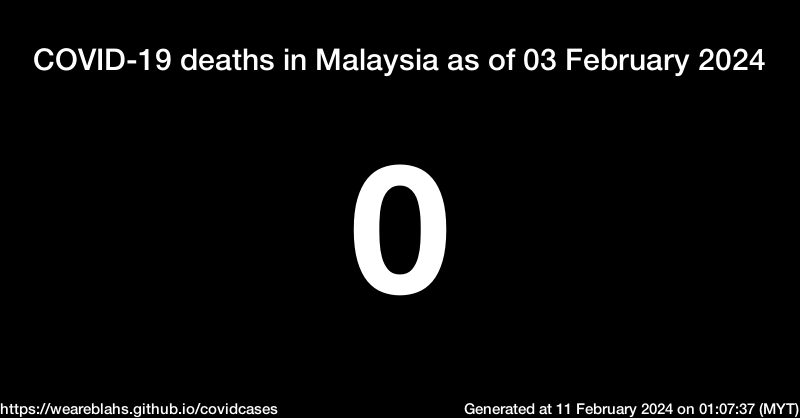 COVID-19 deaths in Malaysia as of 03 February 2024
0
https://weareblahs.github.io/covidcases
Generated at 11 February 2024 on 01:07:37 (MYT)